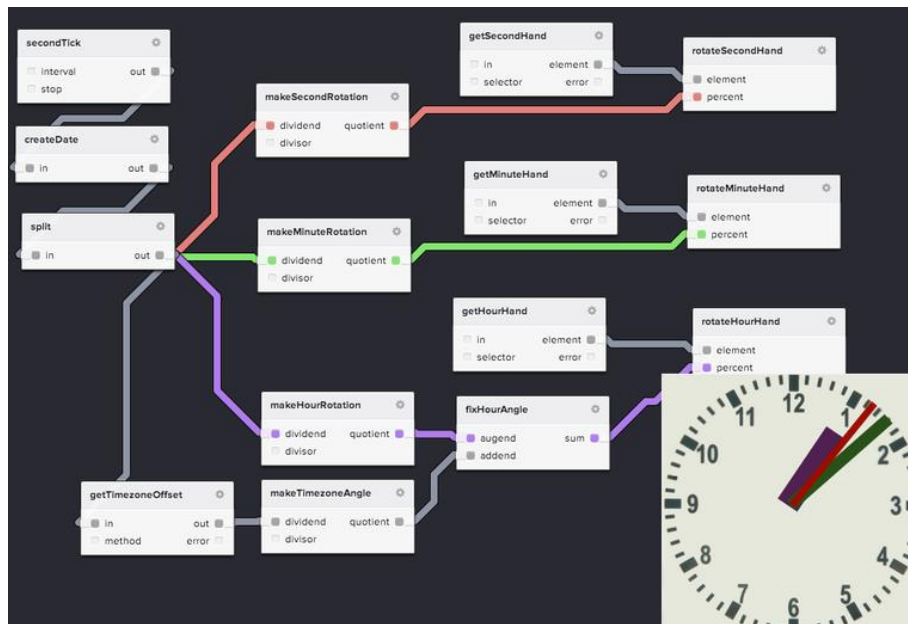 secondTick
interval out
stop
createDate
in out
split
in out
makeSecondRotation
dividend quotient
divisor
getSecondHand
in element
selector error
rotateSecondHand
element
percent
makeMinuteRotation
dividend quotient
divisor
getMinuteHand
in element
selector error
rotateMinuteHand
element
percent
getHourHand
in element
selector error
rotateHourHand
element
percent
makeHourRotation
dividend quotient
divisor
fixHourAngle
augend sum
addend
getTimezoneOffset
in out
method error
makeTimezoneAngle
dividend quotient
divisor
12
11 1
10 2
9 3
8 4
7 5
6